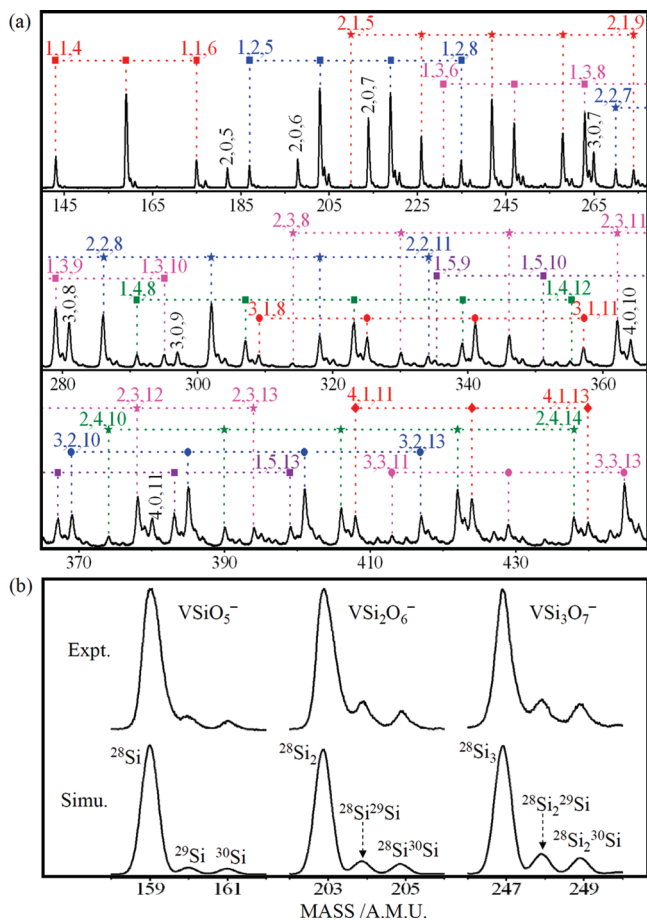 (a)
1,1,4
1,1,6
1,2,5
1,2,8
2,1,5
2,1,9
1,3,6
1,3,8
2,2,7
2,0,5
2,0,6
2,0,7
3,0,7
145 165 185 205 225 245 265
2,3,8
2,3,11
2,2,8
2,2,11
1,3,9
1,3,10
1,5,9
1,5,10
1,4,8
1,4,12
3,1,8
3,1,11
3,0,8
3,0,9
4,0,10
280 300 320 340 360
2,3,12
2,3,13
4,1,11
4,1,13
2,4,10
2,4,14
3,2,10
3,2,13
1,5,13
3,3,11
3,3,13
4,0,11
370 390 410 430
(b)
VSiO₅⁻ VSi₂O₆⁻ VSi₃O₇⁻
Expt.
²⁸Si ²⁸Si₂ ²⁸Si₃
Simu.
²⁹Si ³⁰Si
²⁸Si²⁹Si
²⁸Si³⁰Si
²⁸Si₂²⁹Si
²⁸Si₂³⁰Si
159 161 203 205 247 249
MASS /A.M.U.